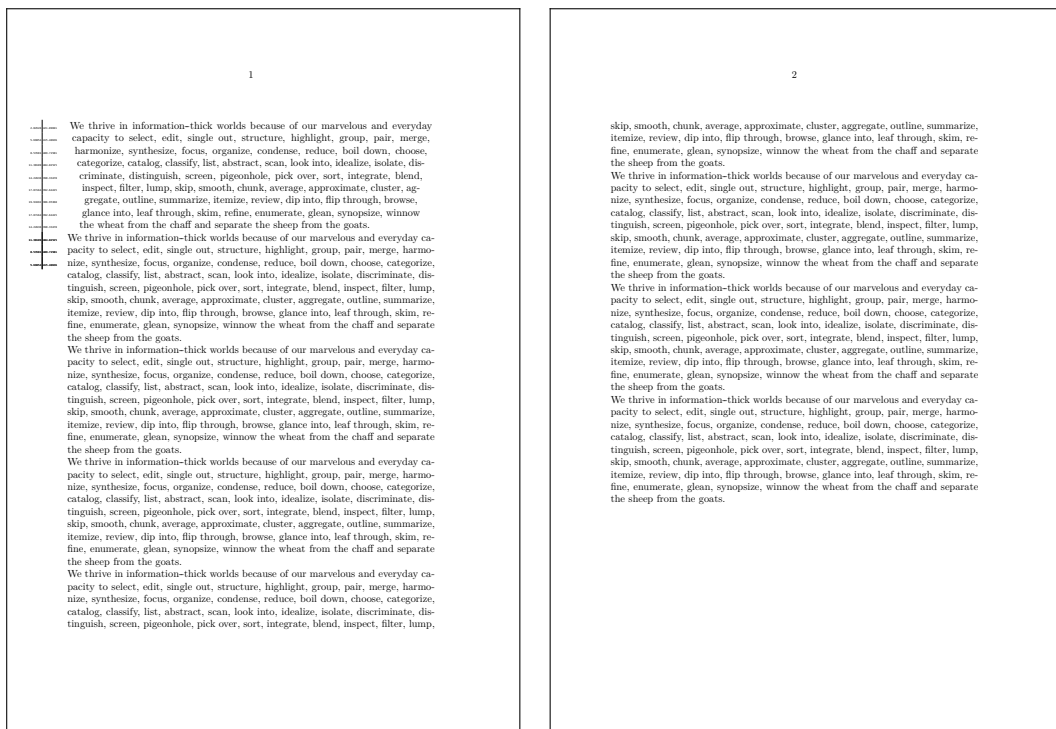 1
We thrive in information-thick worlds because of our marvelous and everyday
capacity to select, edit, single out, structure, highlight, group, pair, merge,
harmonize, synthesize, focus, organize, condense, reduce, boil down, choose,
categorize, catalog, classify, list, abstract, scan, look into, idealize, isolate, dis-
criminate, distinguish, screen, pigeonhole, pick over, sort, integrate, blend,
inspect, filter, lump, skip, smooth, chunk, average, approximate, cluster, ag-
gregate, outline, summarize, itemize, review, dip into, flip through, browse,
glance into, leaf through, skim, refine, enumerate, glean, synopsize, winnow
the wheat from the chaff and separate the sheep from the goats.
We thrive in information-thick worlds because of our marvelous and everyday ca-
pacity to select, edit, single out, structure, highlight, group, pair, merge, harmo-
nize, synthesize, focus, organize, condense, reduce, boil down, choose, categorize,
catalog, classify, list, abstract, scan, look into, idealize, isolate, discriminate, dis-
tinguish, screen, pigeonhole, pick over, sort, integrate, blend, inspect, filter, lump,
skip, smooth, chunk, average, approximate, cluster, aggregate, outline, summarize,
itemize, review, dip into, flip through, browse, glance into, leaf through, skim, re-
fine, enumerate, glean, synopsize, winnow the wheat from the chaff and separate
the sheep from the goats.
We thrive in information-thick worlds because of our marvelous and everyday ca-
pacity to select, edit, single out, structure, highlight, group, pair, merge, harmo-
nize, synthesize, focus, organize, condense, reduce, boil down, choose, categorize,
catalog, classify, list, abstract, scan, look into, idealize, isolate, discriminate, dis-
tinguish, screen, pigeonhole, pick over, sort, integrate, blend, inspect, filter, lump,
skip, smooth, chunk, average, approximate, cluster, aggregate, outline, summarize,
itemize, review, dip into, flip through, browse, glance into, leaf through, skim, re-
fine, enumerate, glean, synopsize, winnow the wheat from the chaff and separate
the sheep from the goats.
We thrive in information-thick worlds because of our marvelous and everyday ca-
pacity to select, edit, single out, structure, highlight, group, pair, merge, harmo-
nize, synthesize, focus, organize, condense, reduce, boil down, choose, categorize,
catalog, classify, list, abstract, scan, look into, idealize, isolate, discriminate, dis-
tinguish, screen, pigeonhole, pick over, sort, integrate, blend, inspect, filter, lump,
skip, smooth, chunk, average, approximate, cluster, aggregate, outline, summarize,
itemize, review, dip into, flip through, browse, glance into, leaf through, skim, re-
fine, enumerate, glean, synopsize, winnow the wheat from the chaff and separate
the sheep from the goats.
We thrive in information-thick worlds because of our marvelous and everyday ca-
pacity to select, edit, single out, structure, highlight, group, pair, merge, harmo-
nize, synthesize, focus, organize, condense, reduce, boil down, choose, categorize,
catalog, classify, list, abstract, scan, look into, idealize, isolate, discriminate, dis-
tinguish, screen, pigeonhole, pick over, sort, integrate, blend, inspect, filter, lump,
2
skip, smooth, chunk, average, approximate, cluster, aggregate, outline, summarize,
itemize, review, dip into, flip through, browse, glance into, leaf through, skim, re-
fine, enumerate, glean, synopsize, winnow the wheat from the chaff and separate
the sheep from the goats.
We thrive in information-thick worlds because of our marvelous and everyday ca-
pacity to select, edit, single out, structure, highlight, group, pair, merge, harmo-
nize, synthesize, focus, organize, condense, reduce, boil down, choose, categorize,
catalog, classify, list, abstract, scan, look into, idealize, isolate, discriminate, dis-
tinguish, screen, pigeonhole, pick over, sort, integrate, blend, inspect, filter, lump,
skip, smooth, chunk, average, approximate, cluster, aggregate, outline, summarize,
itemize, review, dip into, flip through, browse, glance into, leaf through, skim, re-
fine, enumerate, glean, synopsize, winnow the wheat from the chaff and separate
the sheep from the goats.
We thrive in information-thick worlds because of our marvelous and everyday ca-
pacity to select, edit, single out, structure, highlight, group, pair, merge, harmo-
nize, synthesize, focus, organize, condense, reduce, boil down, choose, categorize,
catalog, classify, list, abstract, scan, look into, idealize, isolate, discriminate, dis-
tinguish, screen, pigeonhole, pick over, sort, integrate, blend, inspect, filter, lump,
skip, smooth, chunk, average, approximate, cluster, aggregate, outline, summarize,
itemize, review, dip into, flip through, browse, glance into, leaf through, skim, re-
fine, enumerate, glean, synopsize, winnow the wheat from the chaff and separate
the sheep from the goats.
We thrive in information-thick worlds because of our marvelous and everyday ca-
pacity to select, edit, single out, structure, highlight, group, pair, merge, harmo-
nize, synthesize, focus, organize, condense, reduce, boil down, choose, categorize,
catalog, classify, list, abstract, scan, look into, idealize, isolate, discriminate, dis-
tinguish, screen, pigeonhole, pick over, sort, integrate, blend, inspect, filter, lump,
skip, smooth, chunk, average, approximate, cluster, aggregate, outline, summarize,
itemize, review, dip into, flip through, browse, glance into, leaf through, skim, re-
fine, enumerate, glean, synopsize, winnow the wheat from the chaff and separate
the sheep from the goats.